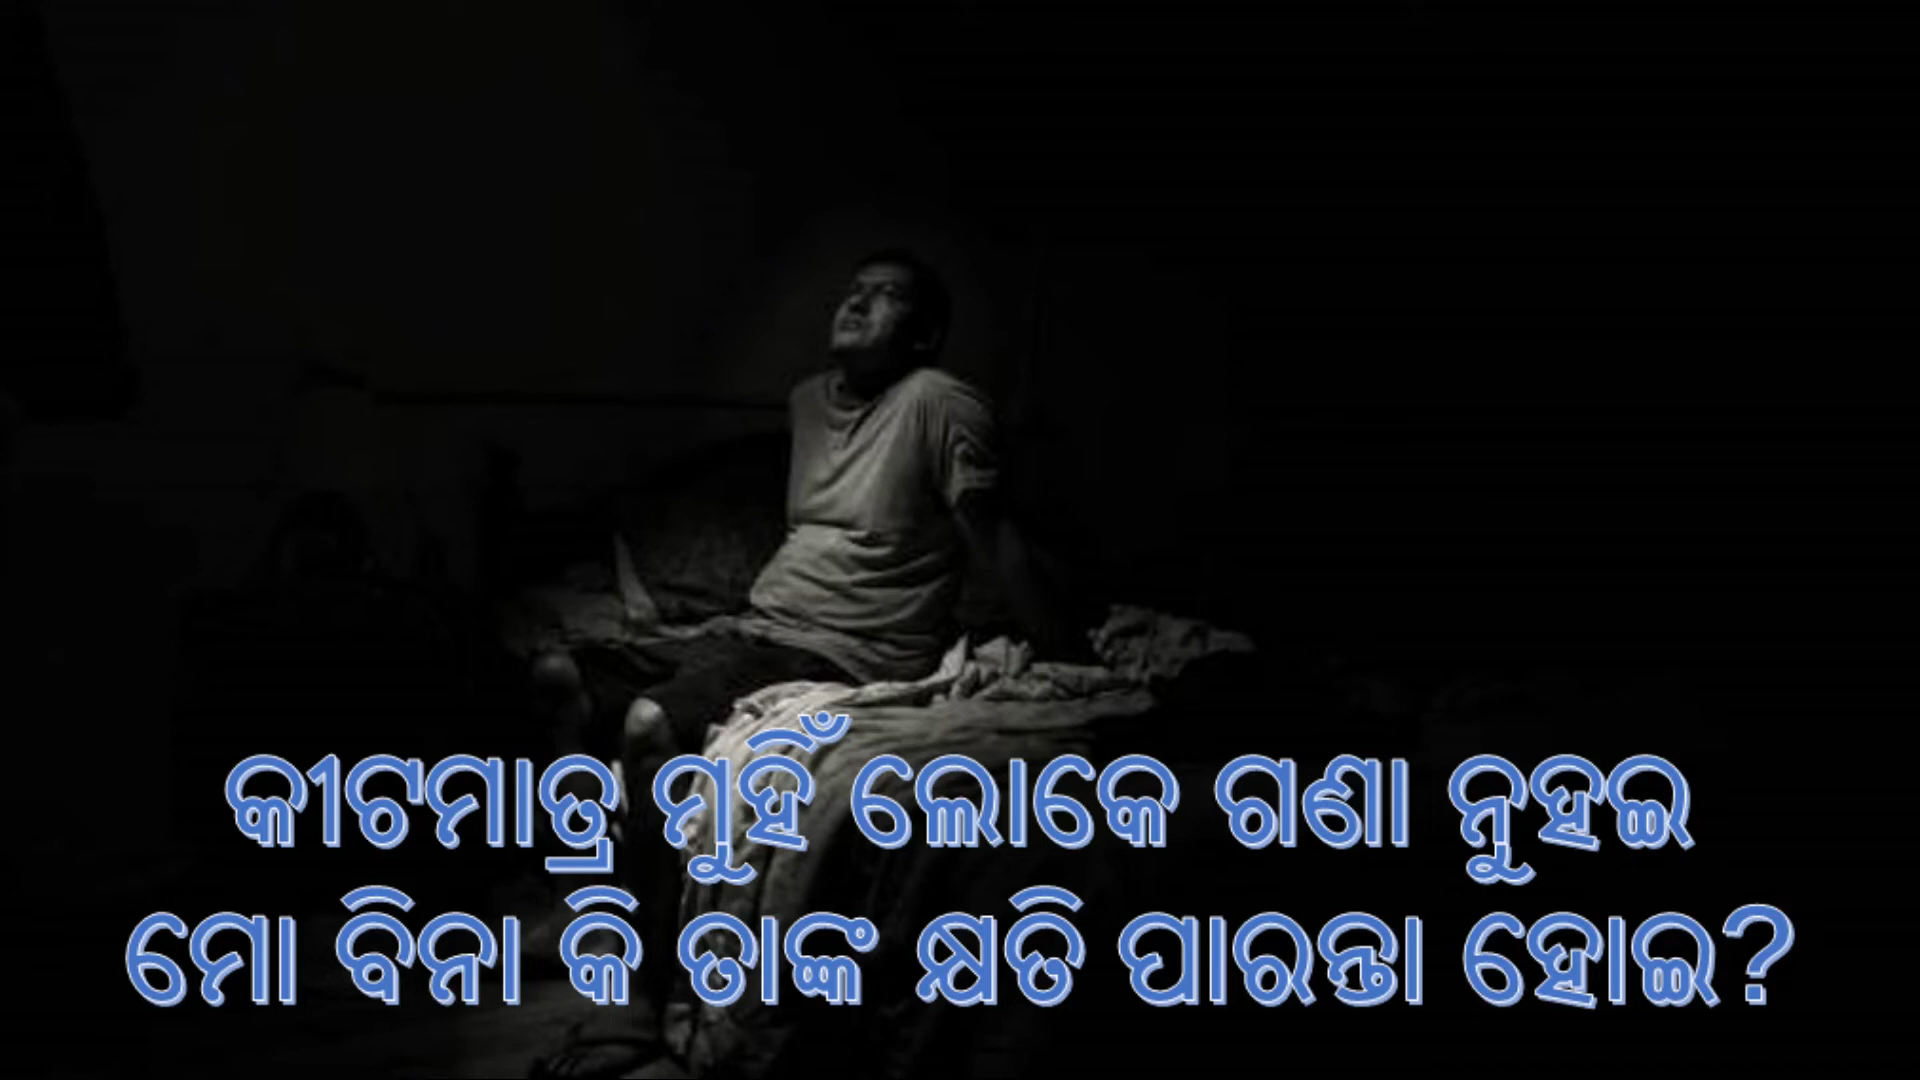 କୀଟମାତ୍ର ମୁହିଁ ଲୋକେ ଗଣା ନୁହଇ
ମୋ ବିନା କି ତାଙ୍କ କ୍ଷତି ପାରନ୍ତା ହୋଇ?